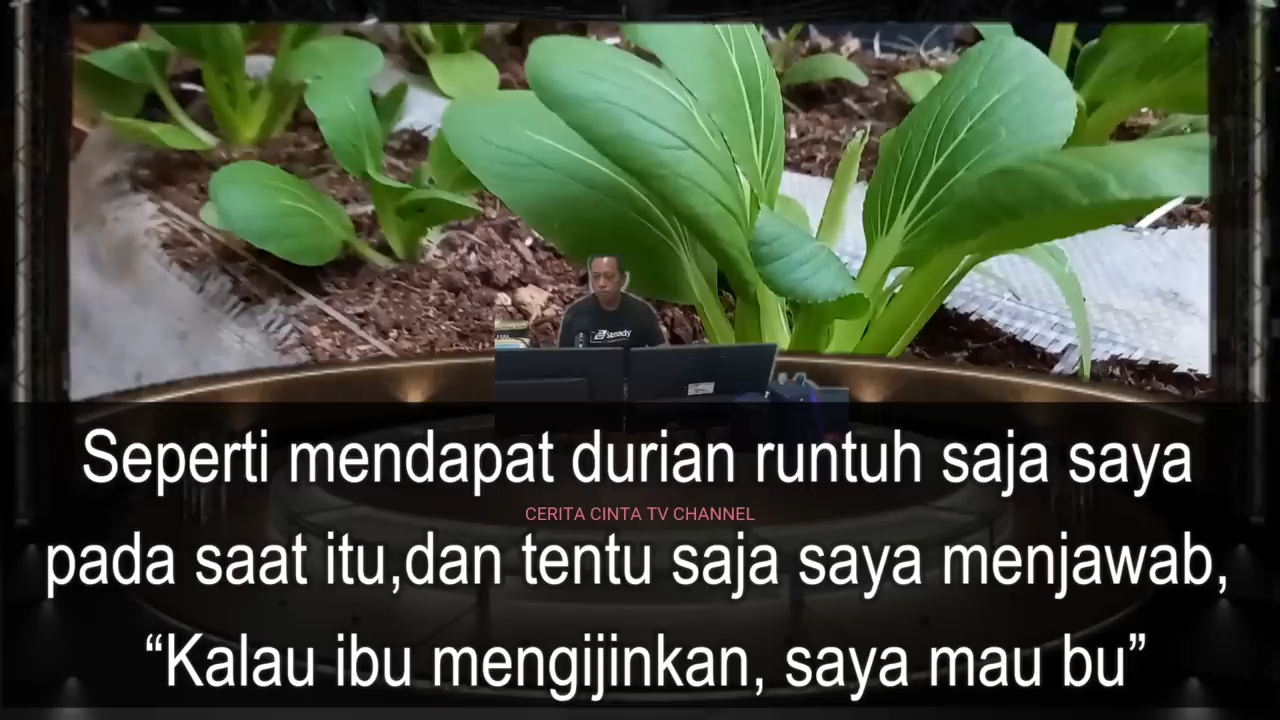 Steady
Seperti mendapat durian runtuh saja saya
CERITA CINTA TV CHANNEL
pada saat itu,dan tentu saja saya menjawab,
“Kalau ibu mengijinkan, saya mau bu”